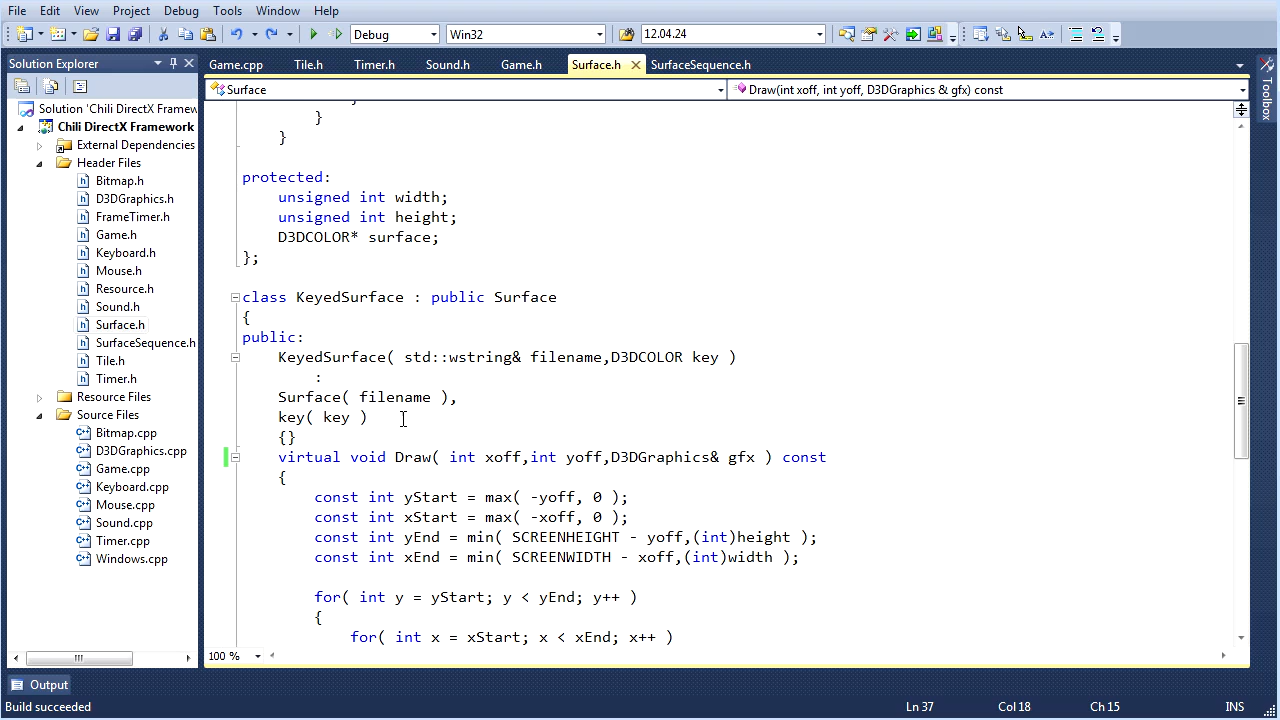 File Edit View Project Debug Tools Window Help
Debug Win32 12.04.24
Solution Explorer
Game.cpp Tile.h Timer.h Sound.h Game.h Surface.h SurfaceSequence.h
Toolbox
Surface Draw(int xoff, int yoff, D3DGraphics & gfx) const
Solution 'Chili DirectX Framew
Chili DirectX Framework
External Dependencies
Header Files
Bitmap.h
D3DGraphics.h
FrameTimer.h
Game.h
Keyboard.h
Mouse.h
Resource.h
Sound.h
Surface.h
SurfaceSequence.h
Tile.h
Timer.h
Resource Files
Source Files
Bitmap.cpp
D3DGraphics.cpp
Game.cpp
Keyboard.cpp
Mouse.cpp
Sound.cpp
Timer.cpp
Windows.cpp
}
}
protected:
unsigned int width;
unsigned int height;
D3DCOLOR* surface;
};
class KeyedSurface : public Surface
{
public:
KeyedSurface( std::wstring& filename,D3DCOLOR key )
:
Surface( filename ),
key( key )
{}
virtual void Draw( int xoff,int yoff,D3DGraphics& gfx ) const
{
const int yStart = max( -yoff, 0 );
const int xStart = max( -xoff, 0 );
const int yEnd = min( SCREENHEIGHT - yoff,(int)height );
const int xEnd = min( SCREENWIDTH - xoff,(int)width );
for( int y = yStart; y < yEnd; y++ )
{
for( int x = xStart; x < xEnd; x++ )
100 %
Output
Build succeeded Ln 37 Col 18 Ch 15 INS